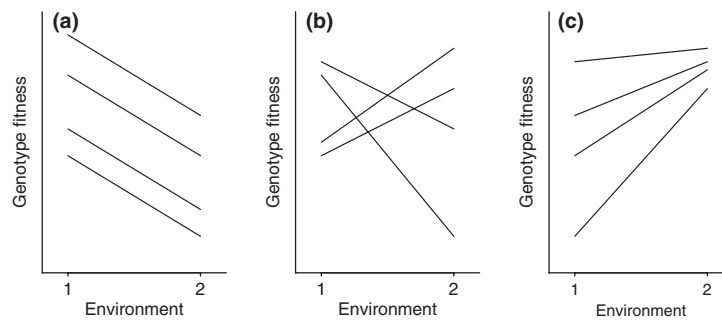 (a)
Genotype fitness
1 2
Environment
(b)
Genotype fitness
1 2
Environment
(c)
Genotype fitness
1 2
Environment